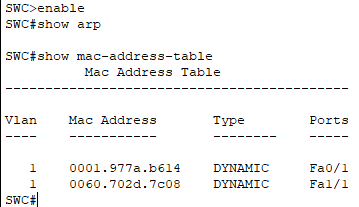 SWC>enable
SWC#show arp
SWC#show mac-address-table
Mac Address Table
-------------------------------------------
Vlan    Mac Address       Type        Ports
----    -----------       --------    -----
1    0001.977a.b614    DYNAMIC     Fa0/1
1    0060.702d.7c08    DYNAMIC     Fa1/1
SWC#